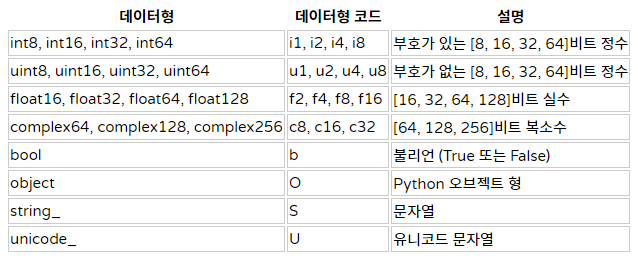 데이터형 데이터형 코드 설명
int8, int16, int32, int64 i1, i2, i4, i8 부호가 있는 [8, 16, 32, 64]비트 정수
uint8, uint16, uint32, uint64 u1, u2, u4, u8 부호가 없는 [8, 16, 32, 64]비트 정수
float16, float32, float64, float128 f2, f4, f8, f16 [16, 32, 64, 128]비트 실수
complex64, complex128, complex256 c8, c16, c32 [64, 128, 256]비트 복소수
bool b 불리언 (True 또는 False)
object O Python 오브젝트 형
string_ S 문자열
unicode_ U 유니코드 문자열